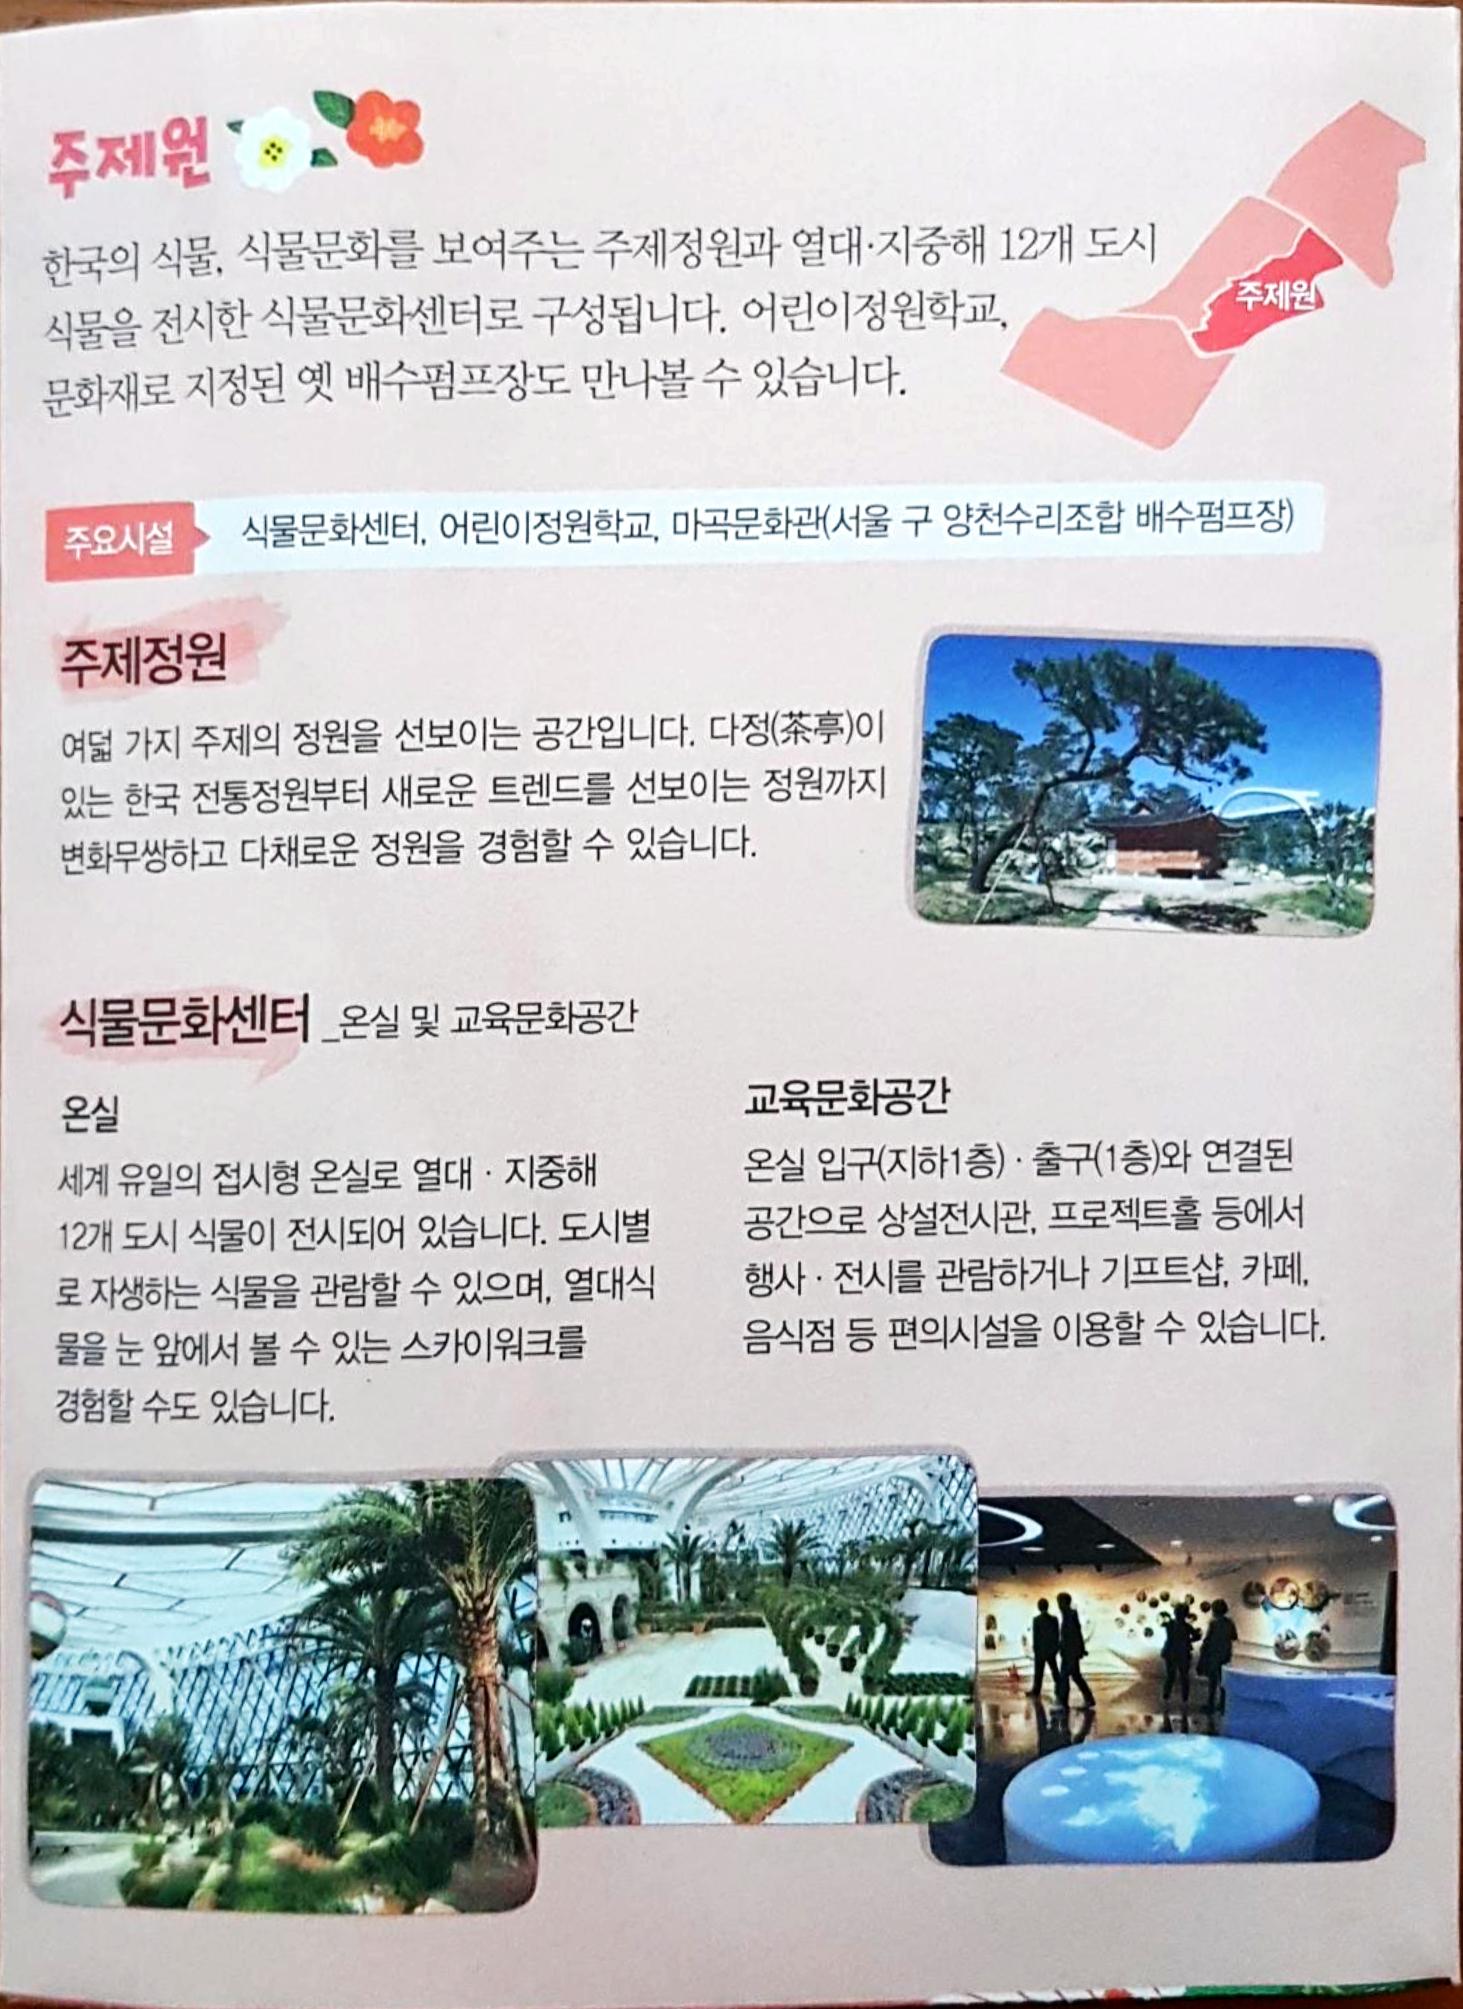 주제원
한국의 식물, 식물문화를 보여주는 주제정원과 열대·지중해 12개 도시
식물을 전시한 식물문화센터로 구성됩니다. 어린이정원학교,
문화재로 지정된 옛 배수펌프장도 만나볼 수 있습니다.
주제원
주요시설
식물문화센터, 어린이정원학교, 마곡문화관(서울 구 양천수리조합 배수펌프장)
주제정원
여덟 가지 주제의 정원을 선보이는 공간입니다. 다정(茶亭)이
있는 한국 전통정원부터 새로운 트렌드를 선보이는 정원까지
변화무쌍하고 다채로운 정원을 경험할 수 있습니다.
식물문화센터 _온실 및 교육문화공간
온실
세계 유일의 접시형 온실로 열대 · 지중해
12개 도시 식물이 전시되어 있습니다. 도시별
로 자생하는 식물을 관람할 수 있으며, 열대식
물을 눈 앞에서 볼 수 있는 스카이워크를
경험할 수도 있습니다.
교육문화공간
온실 입구(지하1층) · 출구(1층)와 연결된
공간으로 상설전시관, 프로젝트홀 등에서
행사 · 전시를 관람하거나 기프트샵, 카페,
음식점 등 편의시설을 이용할 수 있습니다.